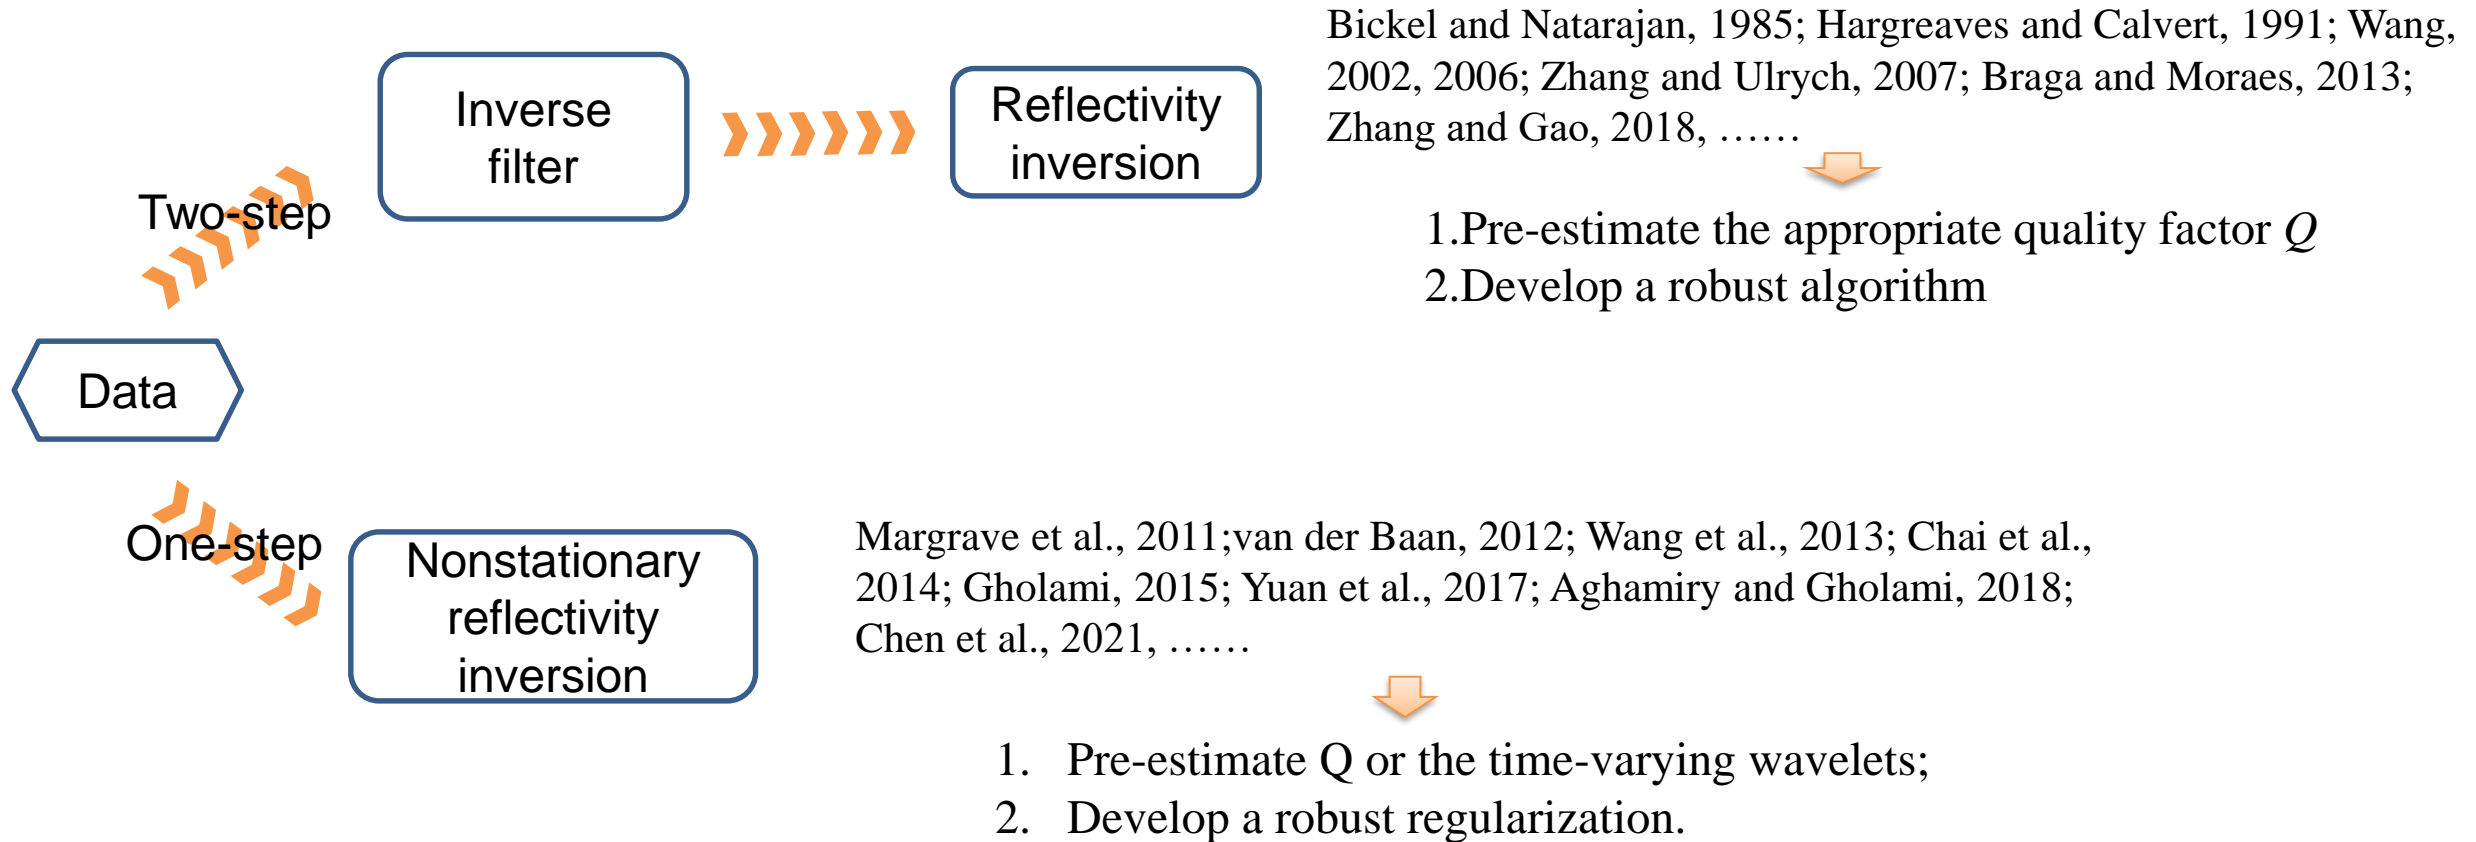 Bickel and Natarajan, 1985; Hargreaves and Calvert, 1991; Wang,
2002, 2006; Zhang and Ulrych, 2007; Braga and Moraes, 2013;
Zhang and Gao, 2018, ……
Inverse
filter
Reflectivity
inversion
Two-step
1.Pre-estimate the appropriate quality factor Q
2.Develop a robust algorithm
Data
One-step
Nonstationary
reflectivity
inversion
Margrave et al., 2011;van der Baan, 2012; Wang et al., 2013; Chai et al.,
2014; Gholami, 2015; Yuan et al., 2017; Aghamiry and Gholami, 2018;
Chen et al., 2021, ……
1. Pre-estimate Q or the time-varying wavelets;
2. Develop a robust regularization.